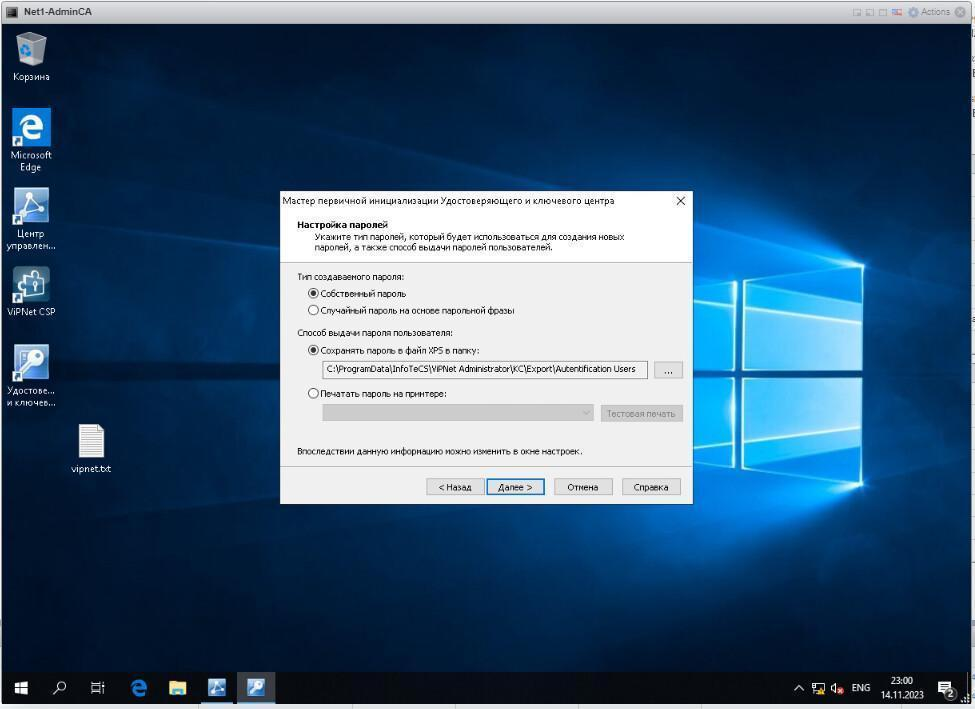 Net1-AdminCA
Actions
Корзина
Microsoft
Edge
Центр
управлен...
ViPNet CSP
Удостове...
и ключев...
vipnet.txt
Мастер первичной инициализации Удостоверяющего и ключевого центра
Настройка паролей
Укажите тип паролей, который будет использоваться для создания новых
паролей, а также способ выдачи паролей пользователей.
Тип создаваемого пароля:
Собственный пароль
Случайный пароль на основе парольной фразы
Способ выдачи пароля пользователя:
Сохранять пароль в файл XPS в папку:
C:\ProgramData\InfoTeCS\ViPNet Administrator\KC\Export\Autentification Users
...
Печатать пароль на принтере:
Тестовая печать
Впоследствии данную информацию можно изменить в окне настроек.
< Назад
Далее >
Отмена
Справка
ENG
23:00
14.11.2023
2